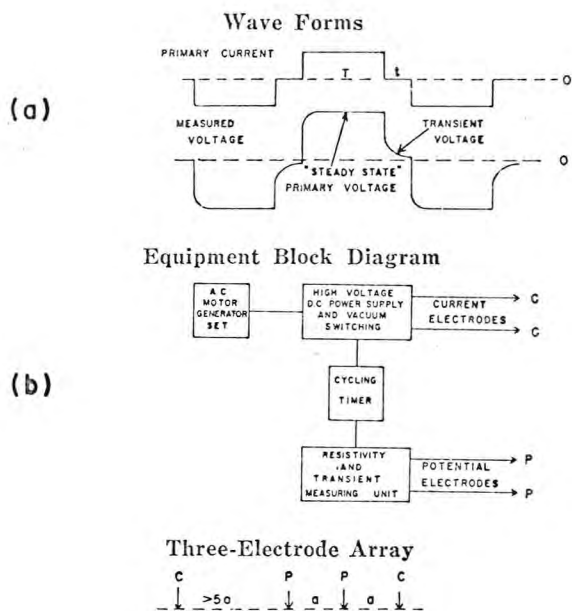 Wave Forms
PRIMARY CURRENT
T
t
O
(a)
MEASURED
VOLTAGE
TRANSIENT
VOLTAGE
O
"STEADY STATE"
PRIMARY VOLTAGE
Equipment Block Diagram
A.C
MOTOR
GENERATOR
SET
HIGH VOLTAGE
D.C POWER SUPPLY
AND VACUUM
SWITCHING
CURRENT
ELECTRODES
C
C
(b)
CYCLING
TIMER
RESISTIVITY
AND
TRANSIENT
MEASURING UNIT
POTENTIAL
ELECTRODES
P
P
Three-Electrode Array
C P P C
>5a a a